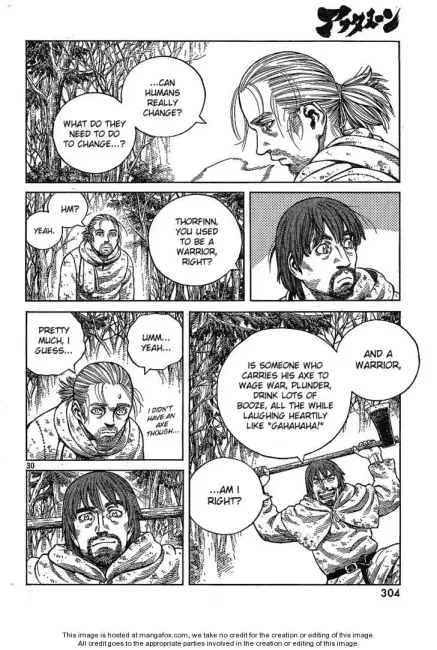 アフタヌーン
...CAN
HUMANS
REALLY
CHANGE?
WHAT DO THEY
NEED TO DO
TO CHANGE...?
THORFINN,
YOU USED
TO BE A
WARRIOR,
RIGHT?
HM?
YEAH.
UMM...
YEAH...
PRETTY
MUCH, I
GUESS...
I DIDN'T
HAVE AN
AXE
THOUGH...
AND A
WARRIOR,
IS SOMEONE WHO
CARRIES HIS AXE TO
WAGE WAR, PLUNDER,
DRINK LOTS OF
BOOZE, ALL THE WHILE
LAUGHING HEARTILY
LIKE "GAHAHAHA!"
...AM I
RIGHT?
30
304
This image is hosted at mangafox.com, we take no credit for the creation or editing of this image.
All credit goes to the appropriate parties involved in the creation or editing of this image.